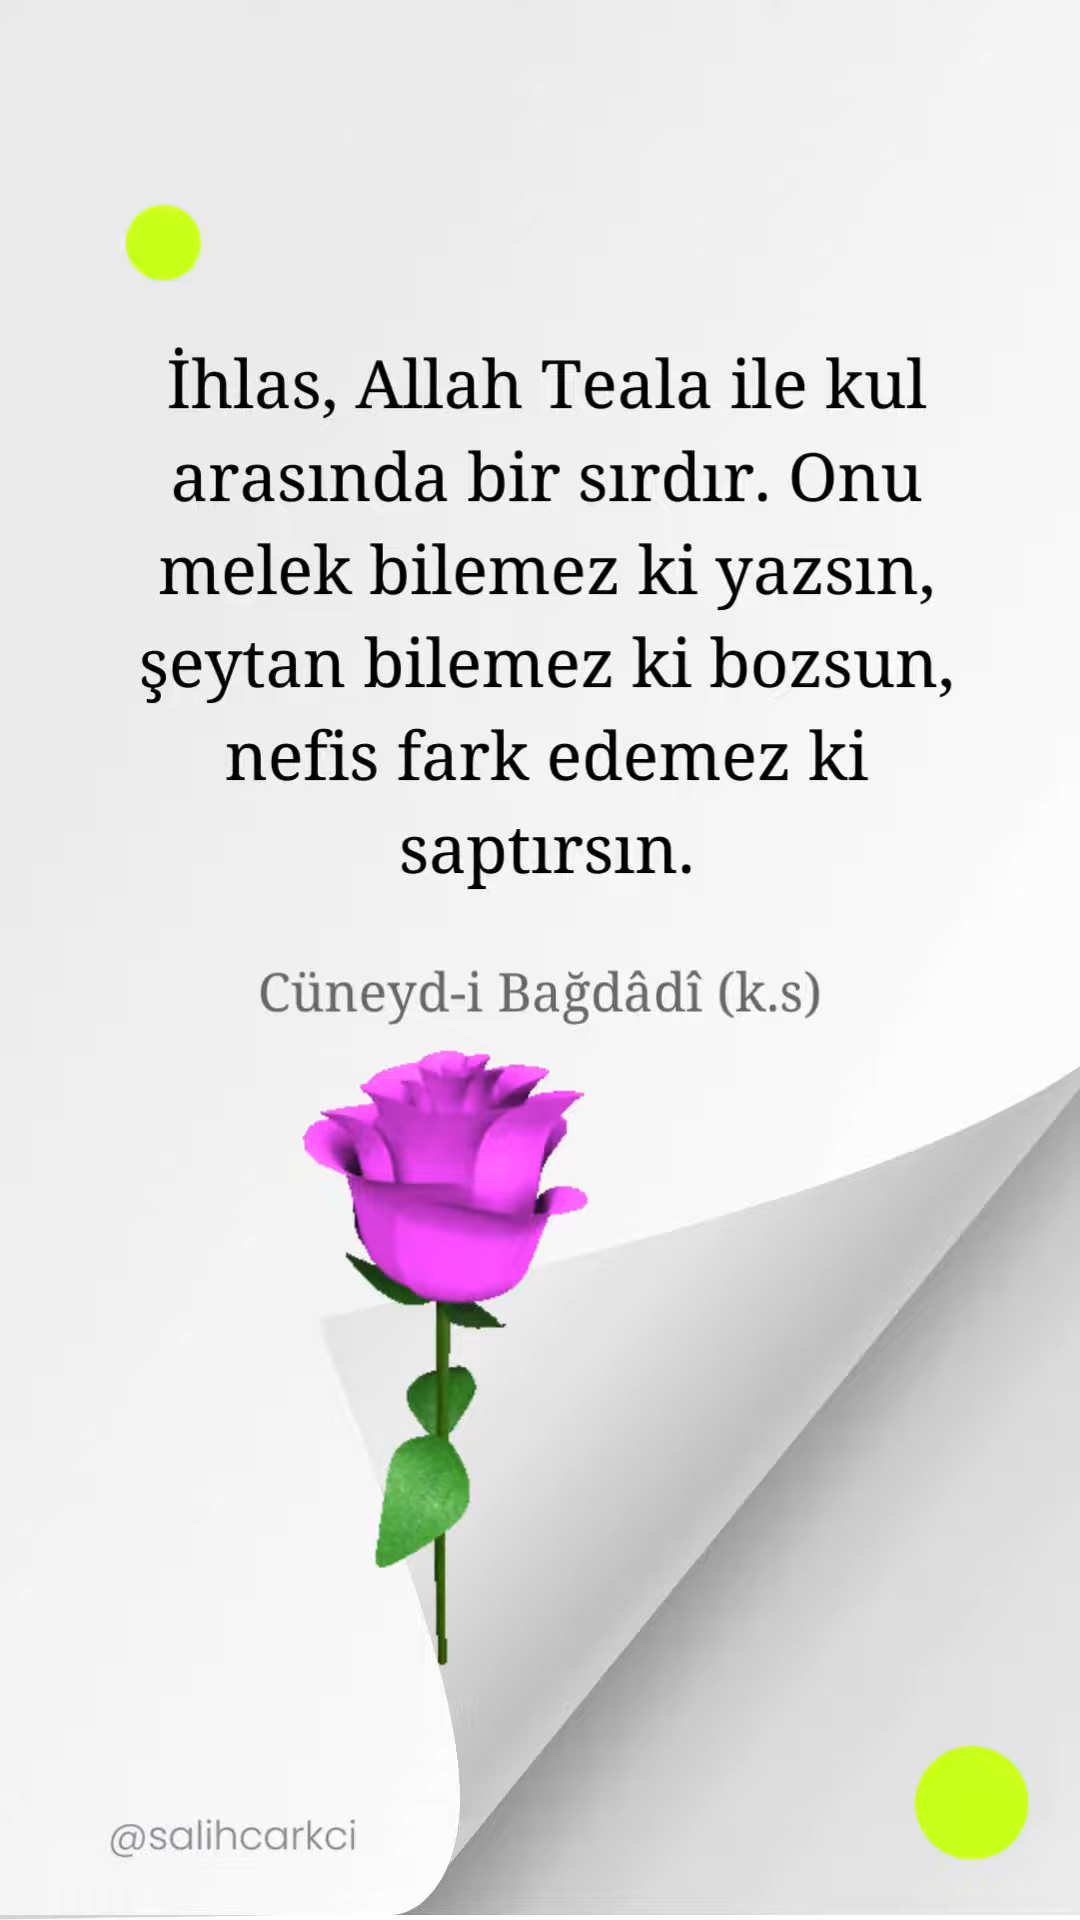 İhlas, Allah Teala ile kul
arasında bir sırdır. Onu
melek bilemez ki yazsın,
şeytan bilemez ki bozsun,
nefis fark edemez ki
saptırsın.
Cüneyd-i Bağdâdî (k.s)
@salihcarkci